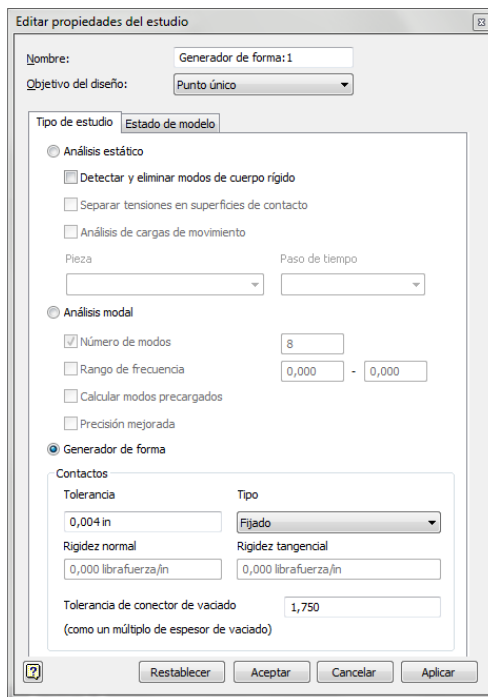 Editar propiedades del estudio
Nombre: Generador de forma:1
Objetivo del diseño: Punto único
Tipo de estudio Estado de modelo
Análisis estático
Detectar y eliminar modos de cuerpo rígido
Separar tensiones en superficies de contacto
Análisis de cargas de movimiento
Pieza Paso de tiempo
Análisis modal
Número de modos 8
Rango de frecuencia 0,000 - 0,000
Calcular modos precargados
Precisión mejorada
Generador de forma
Contactos
Tolerancia Tipo
0,004 in Fijado
Rigidez normal Rigidez tangencial
0,000 librafuerza/in 0,000 librafuerza/in
Tolerancia de conector de vaciado 1,750
(como un múltiplo de espesor de vaciado)
? Restablecer Aceptar Cancelar Aplicar